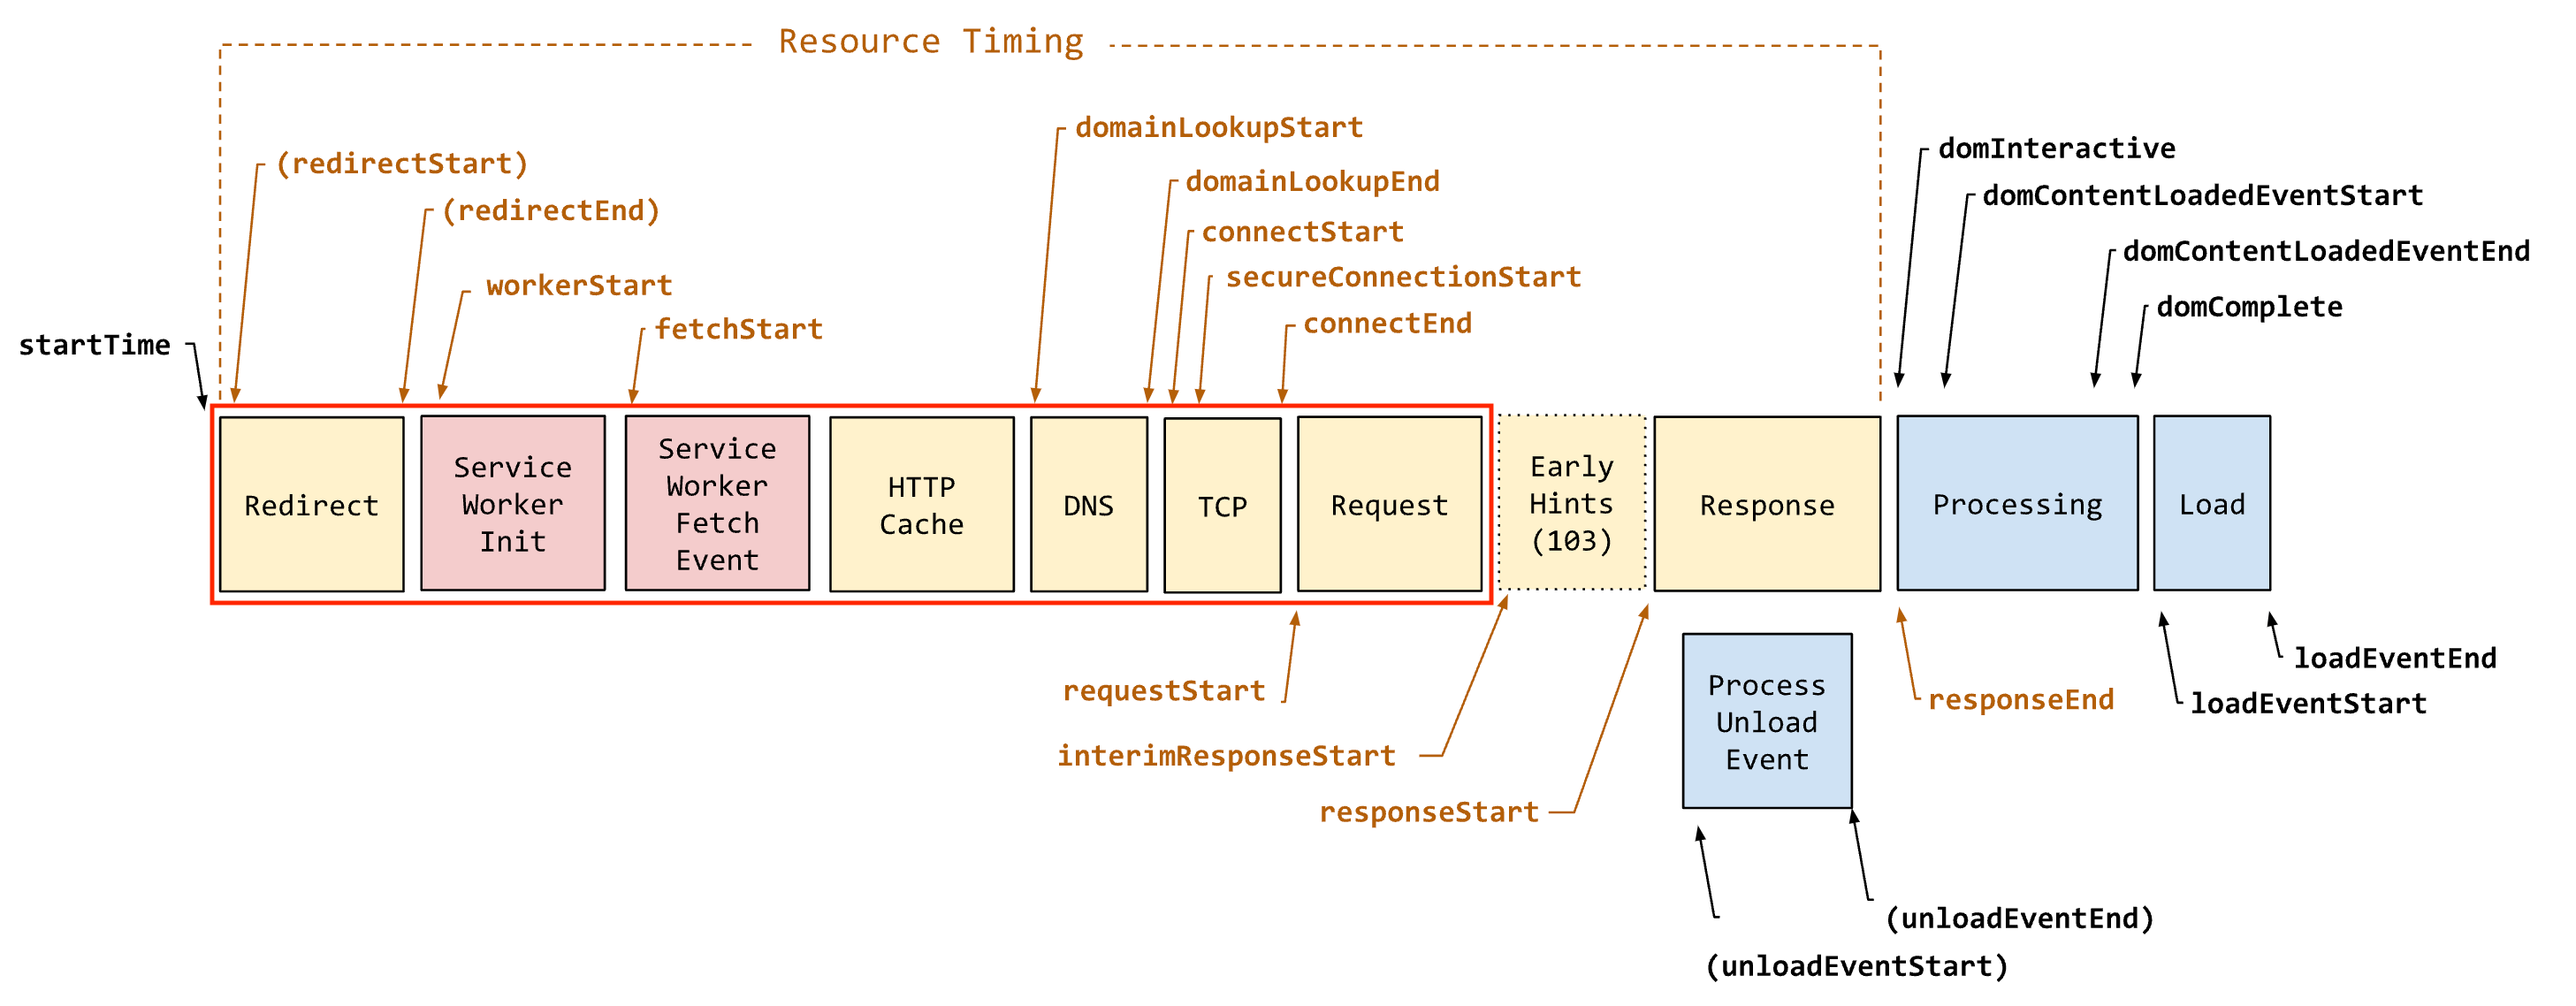 Resource Timing
domainLookupStart
(redirectStart)
domainLookupEnd
domInteractive
(redirectEnd)
connectStart
domContentLoadedEventStart
workerStart
secureConnectionStart
domContentLoadedEventEnd
fetchStart
connectEnd
domComplete
startTime
Redirect
Service
Worker
Init
Service
Worker
Fetch
Event
HTTP
Cache
DNS
TCP
Request
Early
Hints
(103)
Response
Processing
Load
requestStart
interimResponseStart
responseStart
Process
Unload
Event
responseEnd
loadEventEnd
loadEventStart
(unloadEventEnd)
(unloadEventStart)